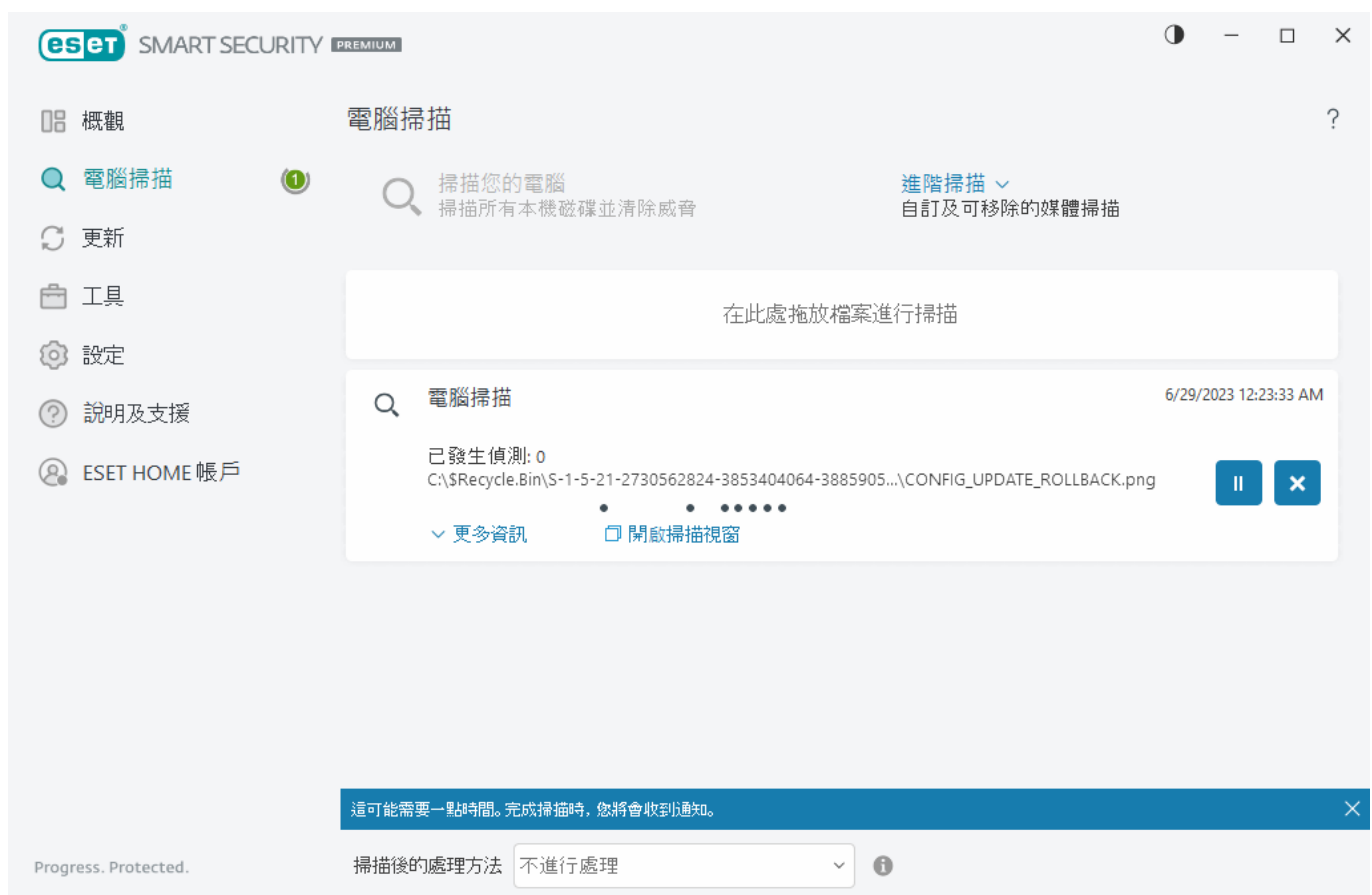 eset® SMART SECURITY PREMIUM
概觀
電腦掃描 1
更新
工具
設定
說明及支援
ESET HOME 帳戶
Progress. Protected.
電腦掃描 ?
掃描您的電腦
掃描所有本機磁碟並清除威脅
進階掃描
自訂及可移除的媒體掃描
在此處拖放檔案進行掃描
電腦掃描
6/29/2023 12:23:33 AM
已發生偵測: 0
C:\$Recycle.Bin\S-1-5-21-2730562824-3853404064-3885905...\CONFIG_UPDATE_ROLLBACK.png
更多資訊
開啟掃描視窗
這可能需要一點時間。完成掃描時, 您將會收到通知。
掃描後的處理方法 不進行處理